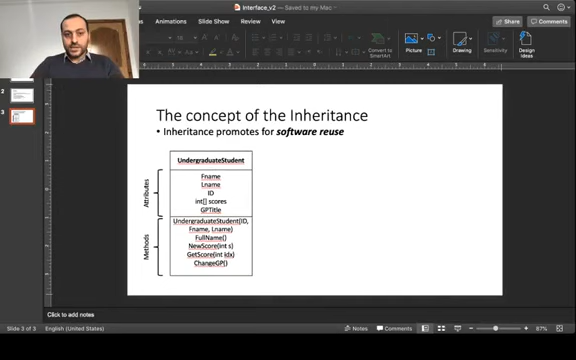 Interface_v2 — Saved to my Mac
Animations Slide Show Review View
Share
Comments
Convert to
SmartArt
Picture
Drawing
Sensitivity
Design
Ideas
2
3
The concept of the Inheritance
• Inheritance promotes for software reuse
UndergraduateStudent
Attributes
Fname
Lname
ID
int[] scores
GPTitle
Methods
UndergraduateStudent(ID,
Fname, Lname)
FullName()
NewScore(int s)
GetScore(int idx)
ChangeGP()
Click to add notes
Slide 3 of 3 English (United States) Notes Comments 87%